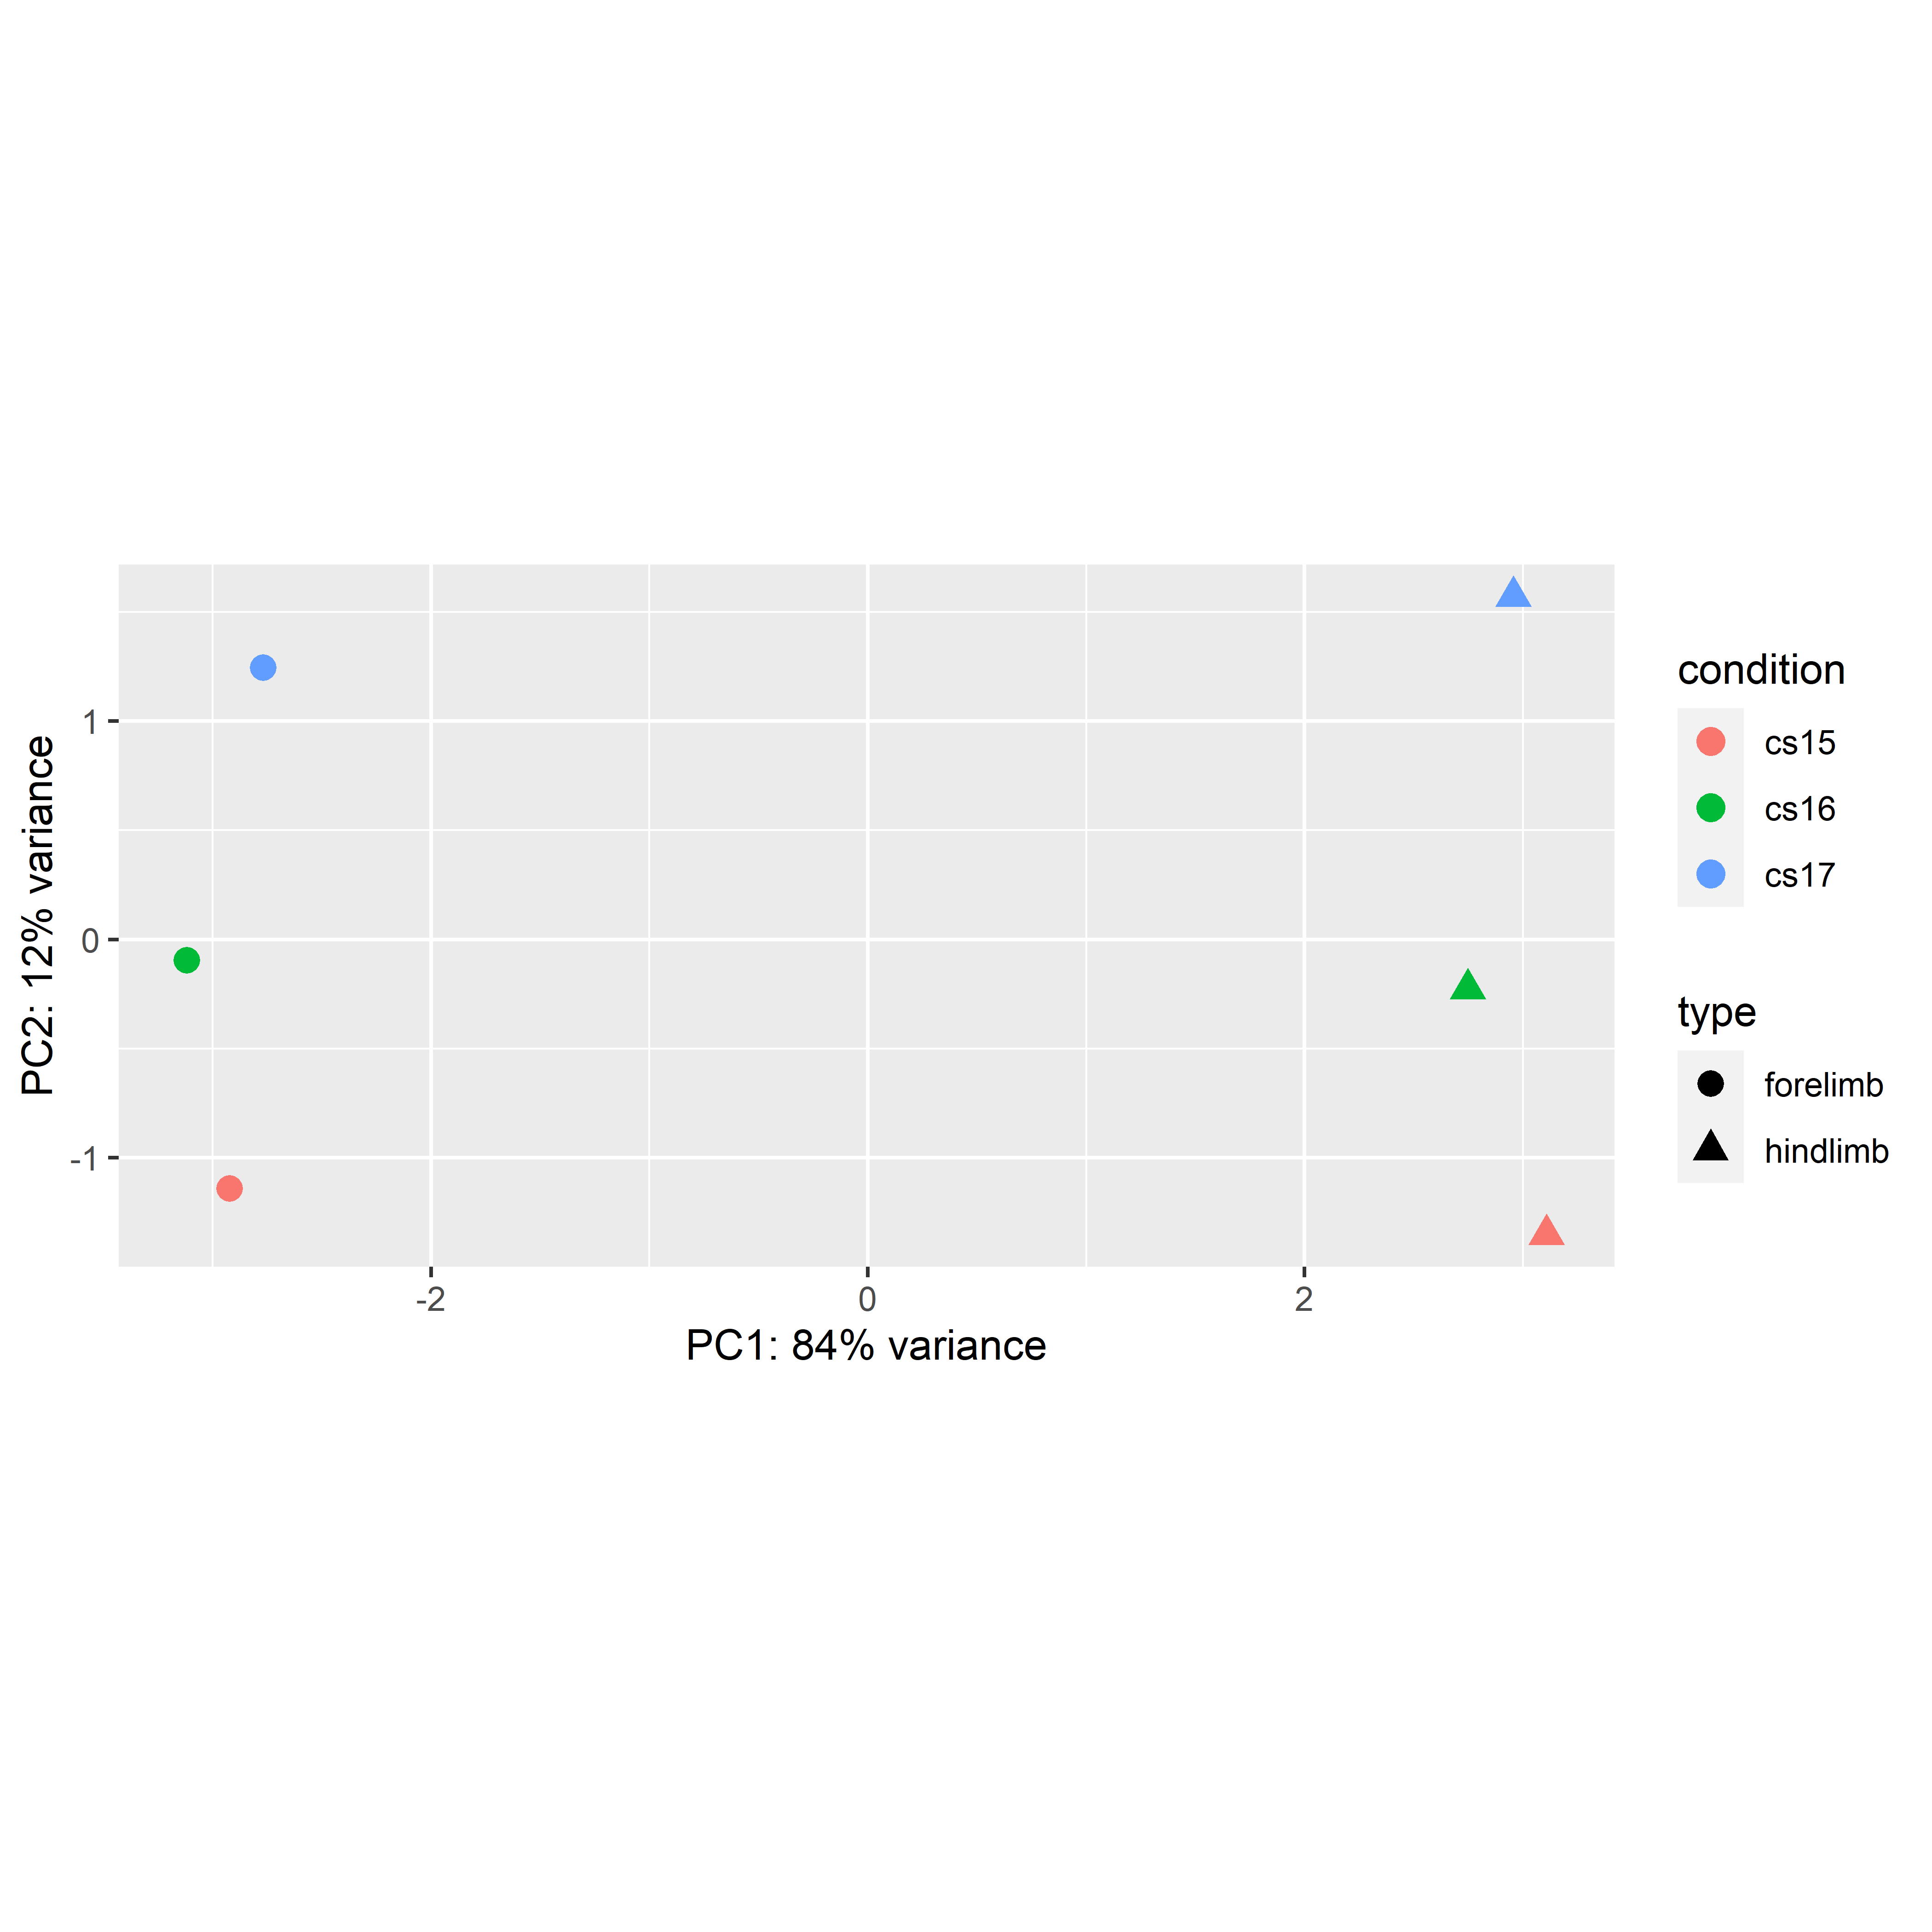 PC2: 12% variance
1
0
-1
-2
0
2
PC1: 84% variance
condition
cs15
cs16
cs17
type
forelimb
hindlimb